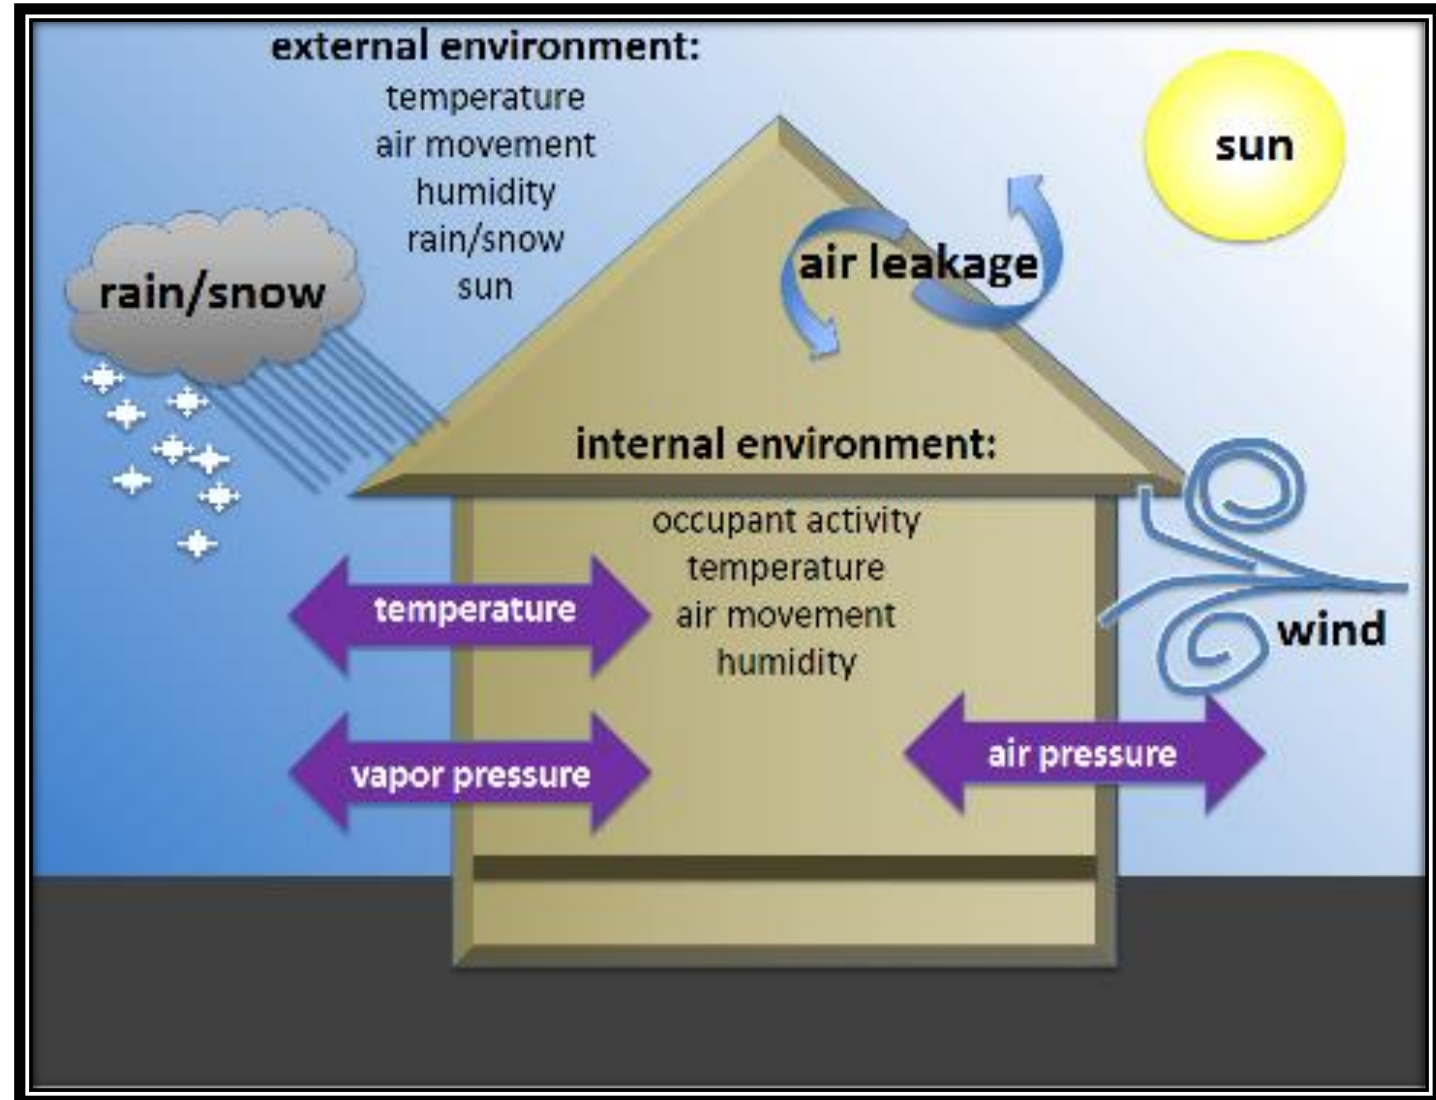 external environment:
temperature
air movement
humidity
rain/snow
sun
sun
rain/snow
air leakage
internal environment:
occupant activity
temperature
air movement
humidity
temperature
wind
vapor pressure
air pressure